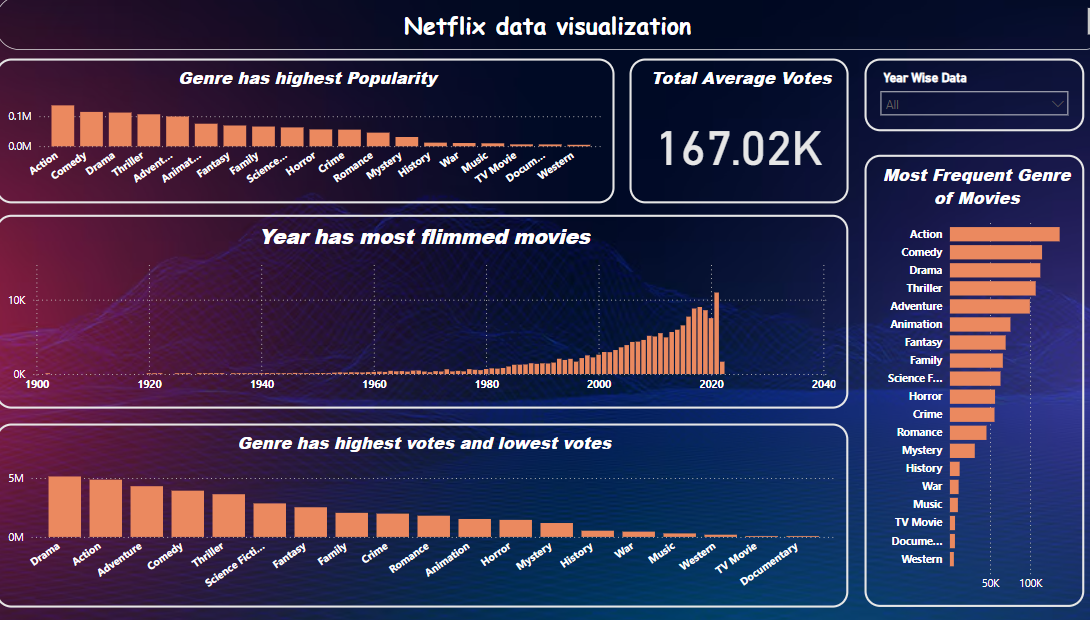 Netflix data visualization
Genre has highest Popularity
0.1M
0.0M
Action
Comedy
Drama
Thriller
Advent...
Animat...
Fantasy
Family
Science...
Horror
Crime
Romance
Mystery
History
War
Music
TV Movie
Docum...
Western
Total Average Votes
167.02K
Year Wise Data
All
Year has most flimmed movies
10K
0K
1900 1920 1940 1960 1980 2000 2020 2040
Genre has highest votes and lowest votes
5M
0M
Drama
Action
Adventure
Comedy
Thriller
Science Ficti...
Fantasy
Family
Crime
Romance
Animation
Horror
Mystery
History
War
Music
Western
TV Movie
Documentary
Most Frequent Genre
of Movies
Action
Comedy
Drama
Thriller
Adventure
Animation
Fantasy
Family
Science F...
Horror
Crime
Romance
Mystery
History
War
Music
TV Movie
Docume...
Western
50K 100K